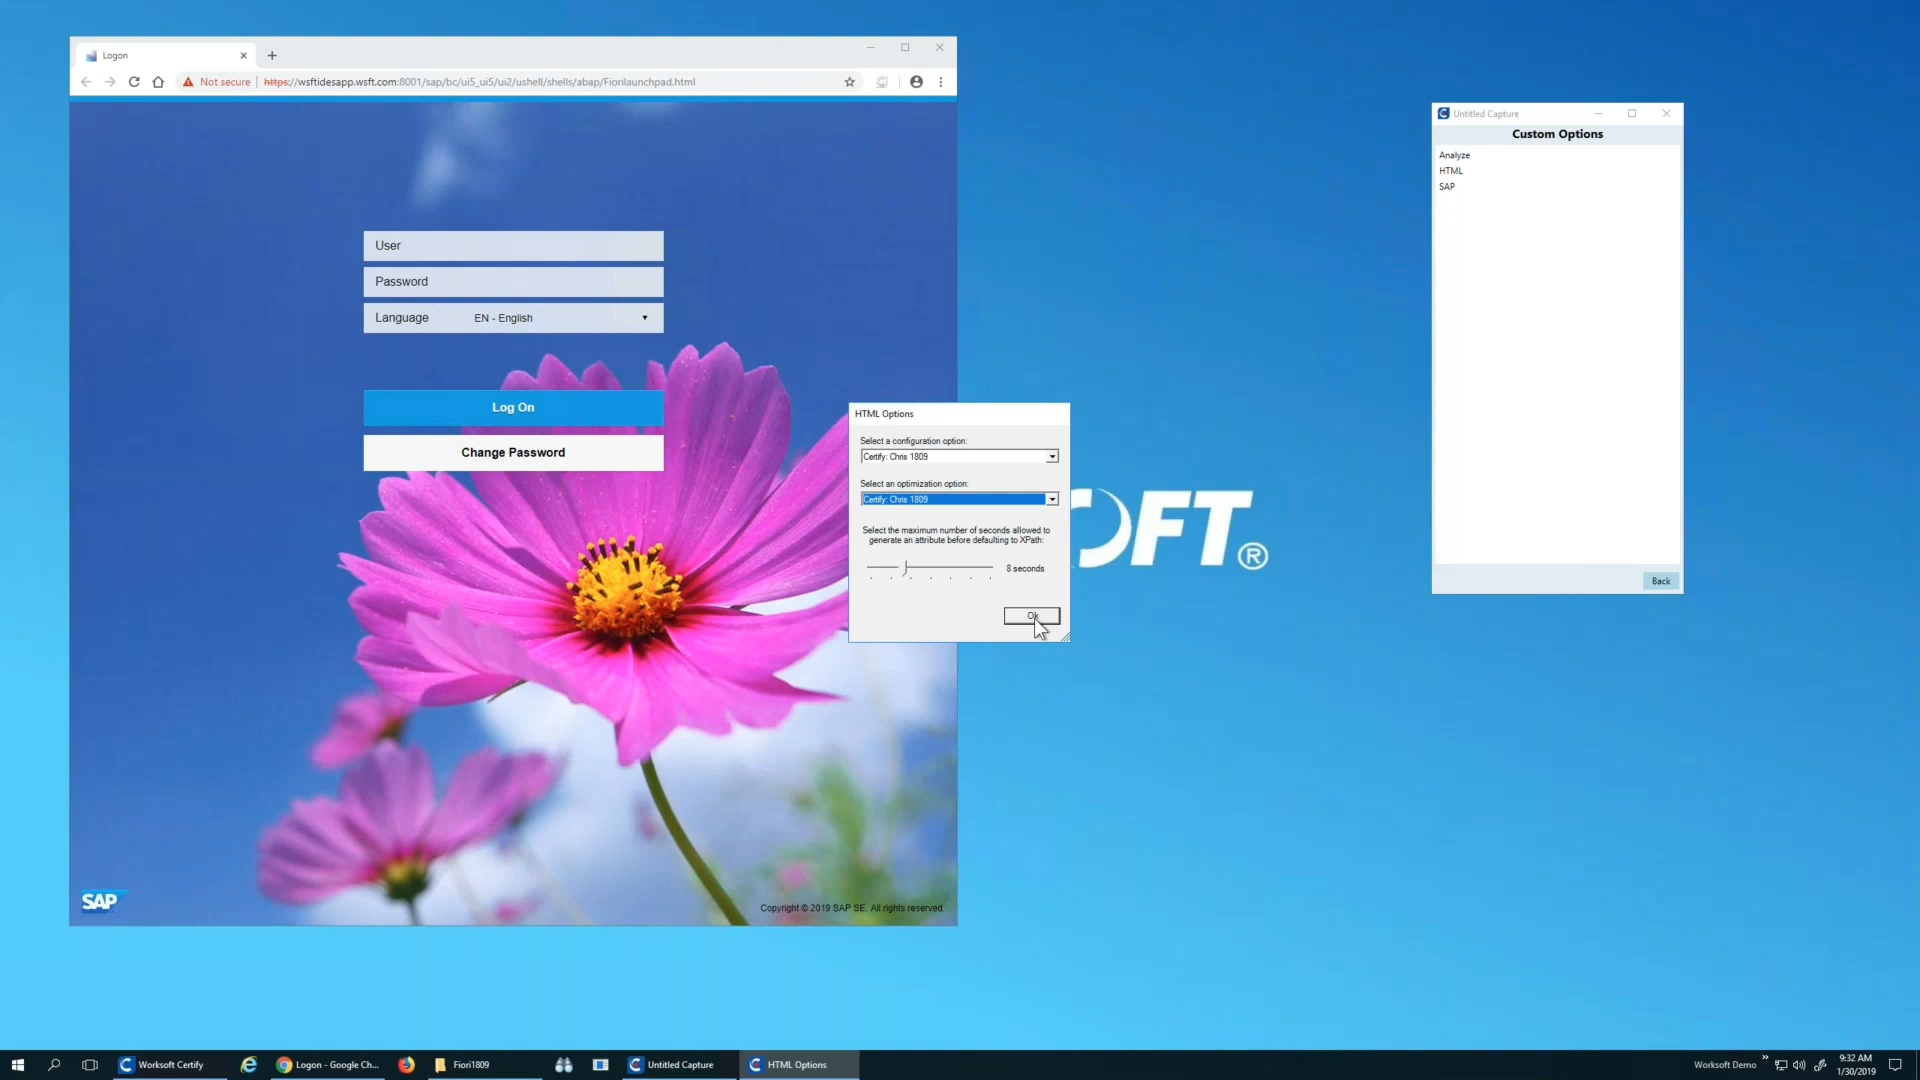 Logon
Not secure
https://wsftidesapp.wsft.com:8001/sap/bc/ui5_ui5/ui2/ushell/shells/abap/Fiorilaunchpad.html
User
Password
Language EN - English
Log On
Change Password
SAP
Copyright © 2019 SAP SE. All rights reserved.
HTML Options
Select a configuration option:
Certify: Chris 1809
Select an optimization option:
Certify: Chris 1809
Select the maximum number of seconds allowed to
generate an attribute before defaulting to XPath:
8 seconds
Ok
OFT®
Untitled Capture
Custom Options
Analyze
HTML
SAP
Back
Worksoft Certify
Logon - Google Ch...
Fiori1809
Untitled Capture
HTML Options
Worksoft Demo
9:32 AM
1/30/2019